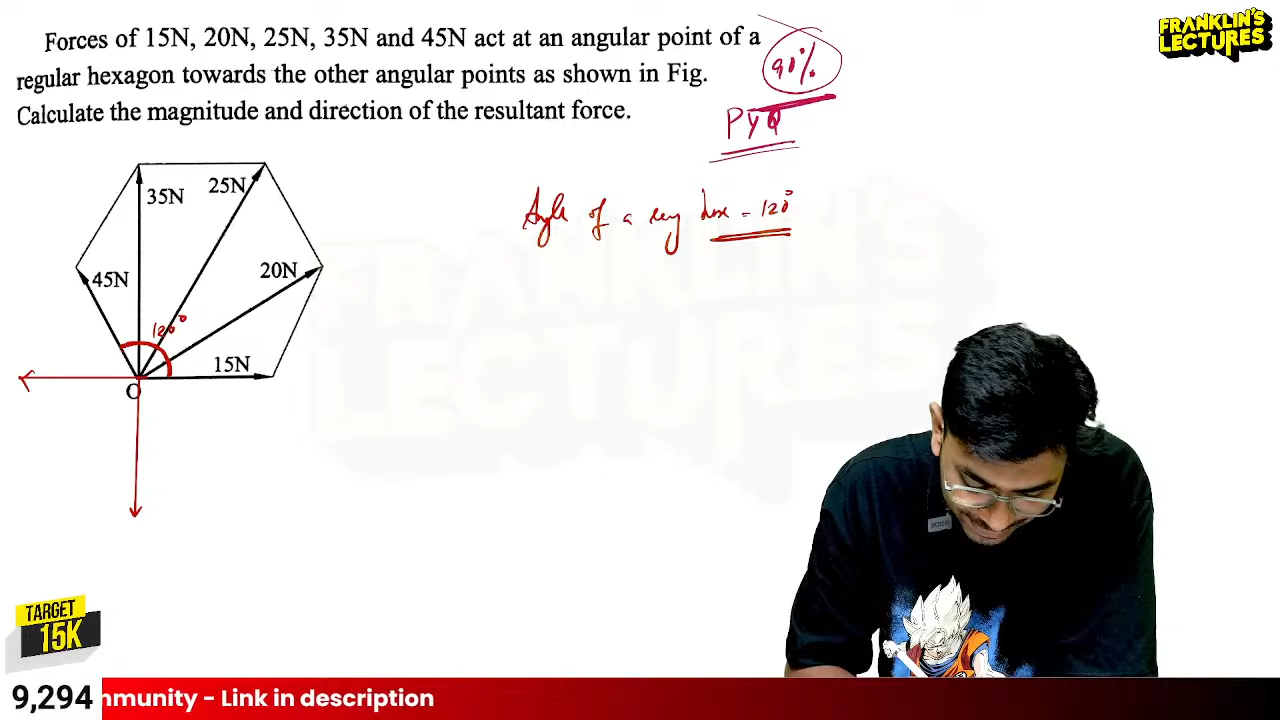 Forces of 15N, 20N, 25N, 35N and 45N act at an angular point of a
regular hexagon towards the other angular points as shown in Fig.
Calculate the magnitude and direction of the resultant force.
90%
PYQ
FRANKLIN'S
LECTURES
Angle of a reg hex = 120°
35N
25N
45N
20N
120°
15N
O
FRANKLIN'S
LECTURES
TARGET
15K
9,294
mmunity - Link in description